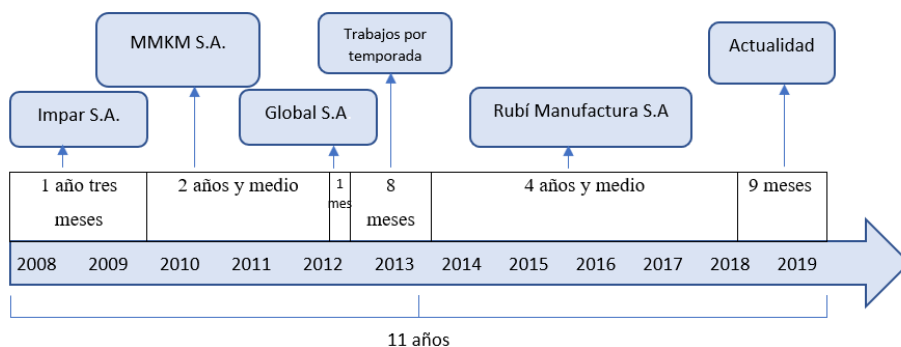 MMKM S.A.
Trabajos por
temporada
Actualidad
Impar S.A.
Global S.A
Rubí Manufactura S.A
1 año tres
meses
2 años y medio
1
mes
8
meses
4 años y medio
9 meses
2008 2009 2010 2011 2012 2013 2014 2015 2016 2017 2018 2019
11 años